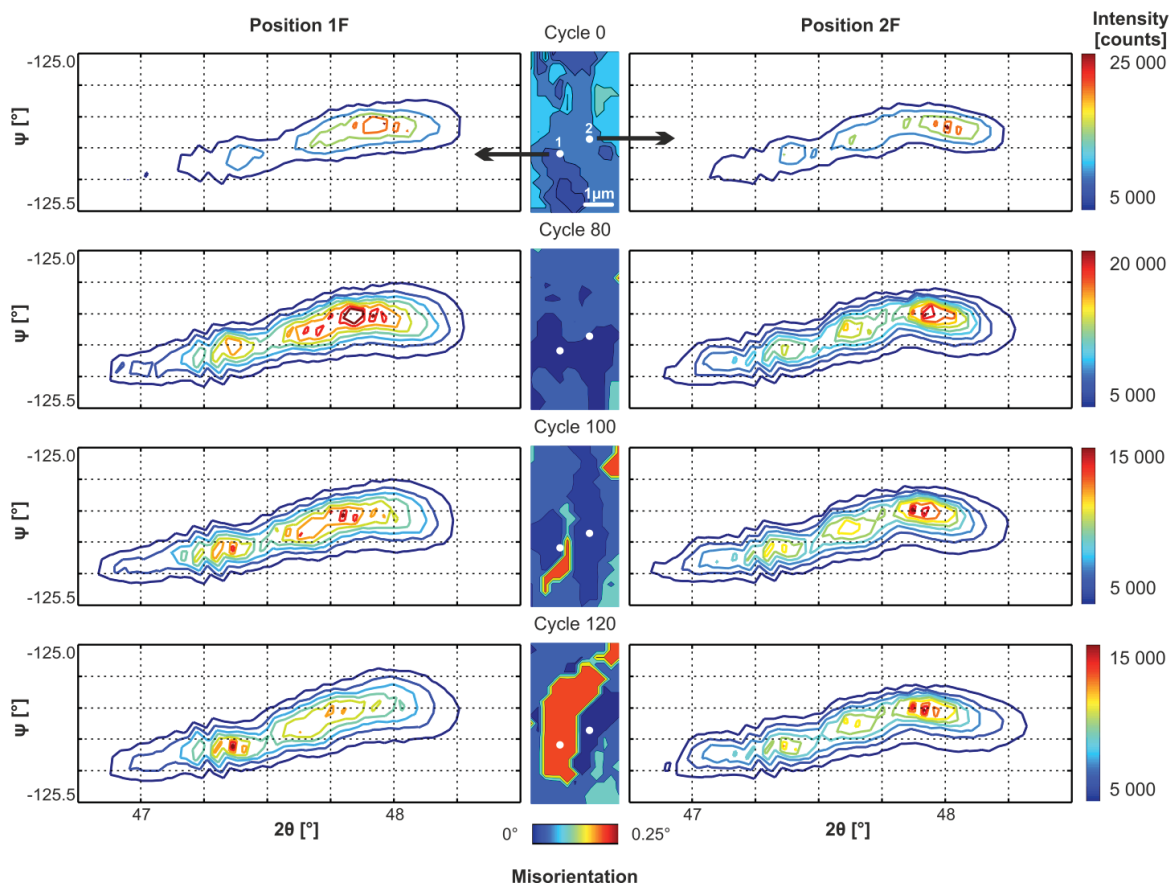 Position 1F
Cycle 0
Position 2F
Intensity
[counts]
-125.0
ψ [°]
-125.5
1
2
1µm
25 000
5 000
Cycle 80
-125.0
ψ [°]
-125.5
20 000
5 000
Cycle 100
-125.0
ψ [°]
-125.5
15 000
5 000
Cycle 120
-125.0
ψ [°]
-125.5
15 000
5 000
47
48
2θ [°]
0°
0.25°
47
48
2θ [°]
Misorientation